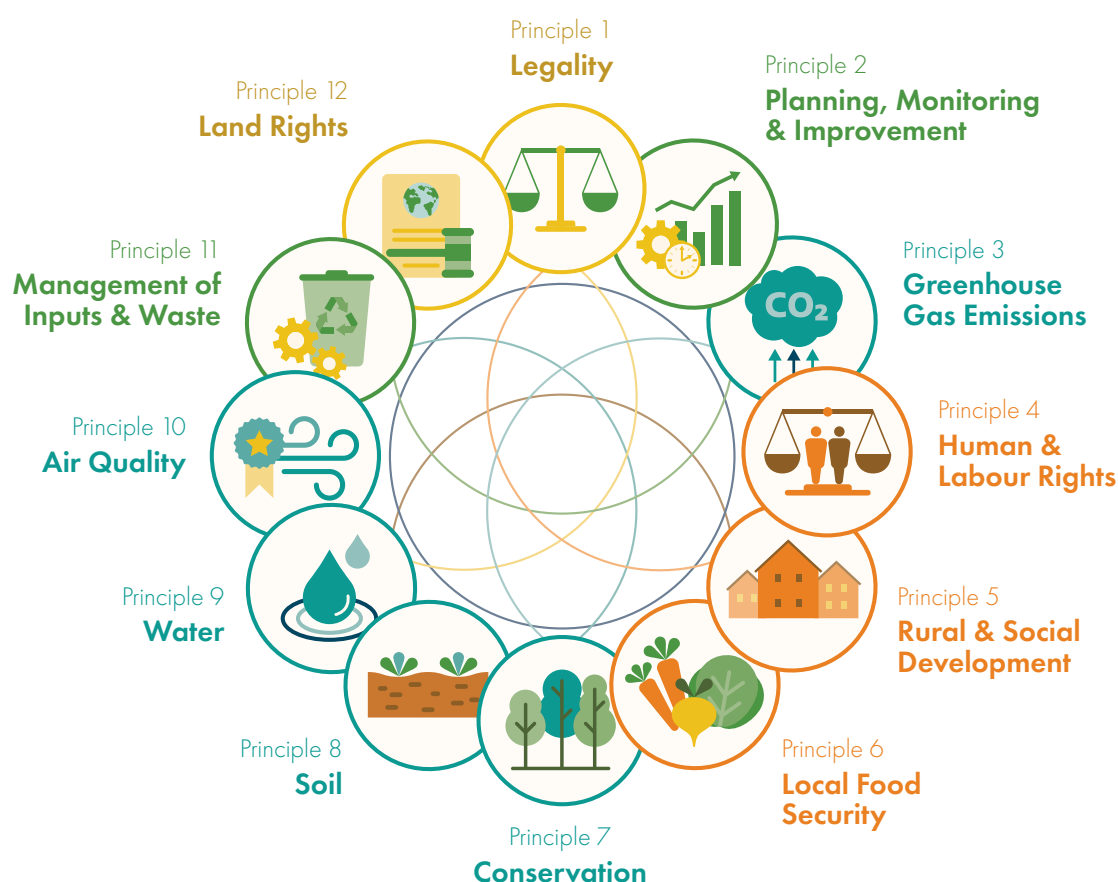 Principle 1
Legality
Principle 2
Planning, Monitoring
& Improvement
Principle 3
Greenhouse
Gas Emissions
CO₂
Principle 4
Human &
Labour Rights
Principle 5
Rural & Social
Development
Principle 6
Local Food
Security
Principle 7
Conservation
Principle 8
Soil
Principle 9
Water
Principle 10
Air Quality
Principle 11
Management of
Inputs & Waste
Principle 12
Land Rights